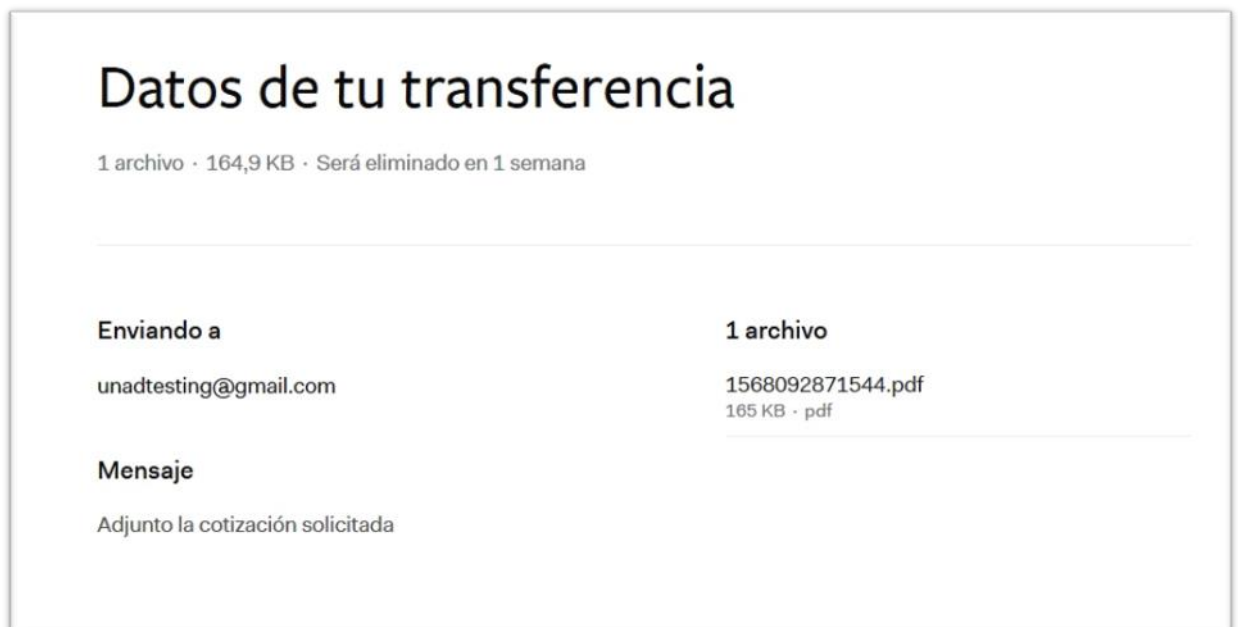 Datos de tu transferencia
1 archivo · 164,9 KB · Será eliminado en 1 semana
Enviando a
unadtesting@gmail.com
Mensaje
Adjunto la cotización solicitada
1 archivo
1568092871544.pdf
165 KB · pdf